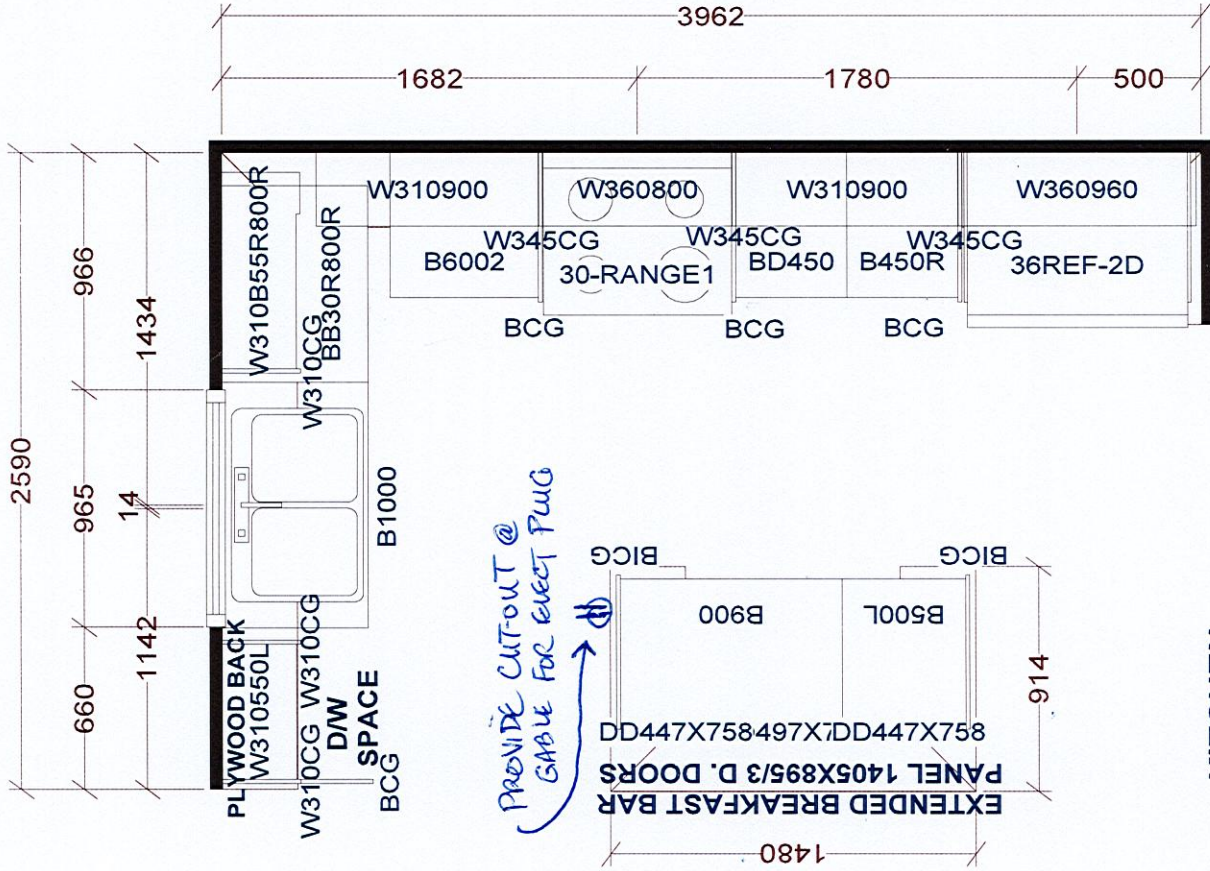 3962
1682
1780
500
2590
966
1434
965
14
660
1142
W310B55R800R
BB30R8000R
W310CG
W310900
W360800
W310900
W360960
W345CG
W345CG
W345CG
B6002
30-RANGE1
BD450
B450R
36REF-2D
BCG
BCG
BCG
B1000
PLYWOOD BACK
W310550L
W310CG W310CG
D/W
SPACE
BCG
PROVIDE CUT-OUT @
GABLE FOR ELECT PLUG
BICG
BICG
B900
B500L
914
DD447X758
497X7
DD447X758
PANEL 1405X895/3 D. DOORS
EXTENDED BREAKFAST BAR
1480